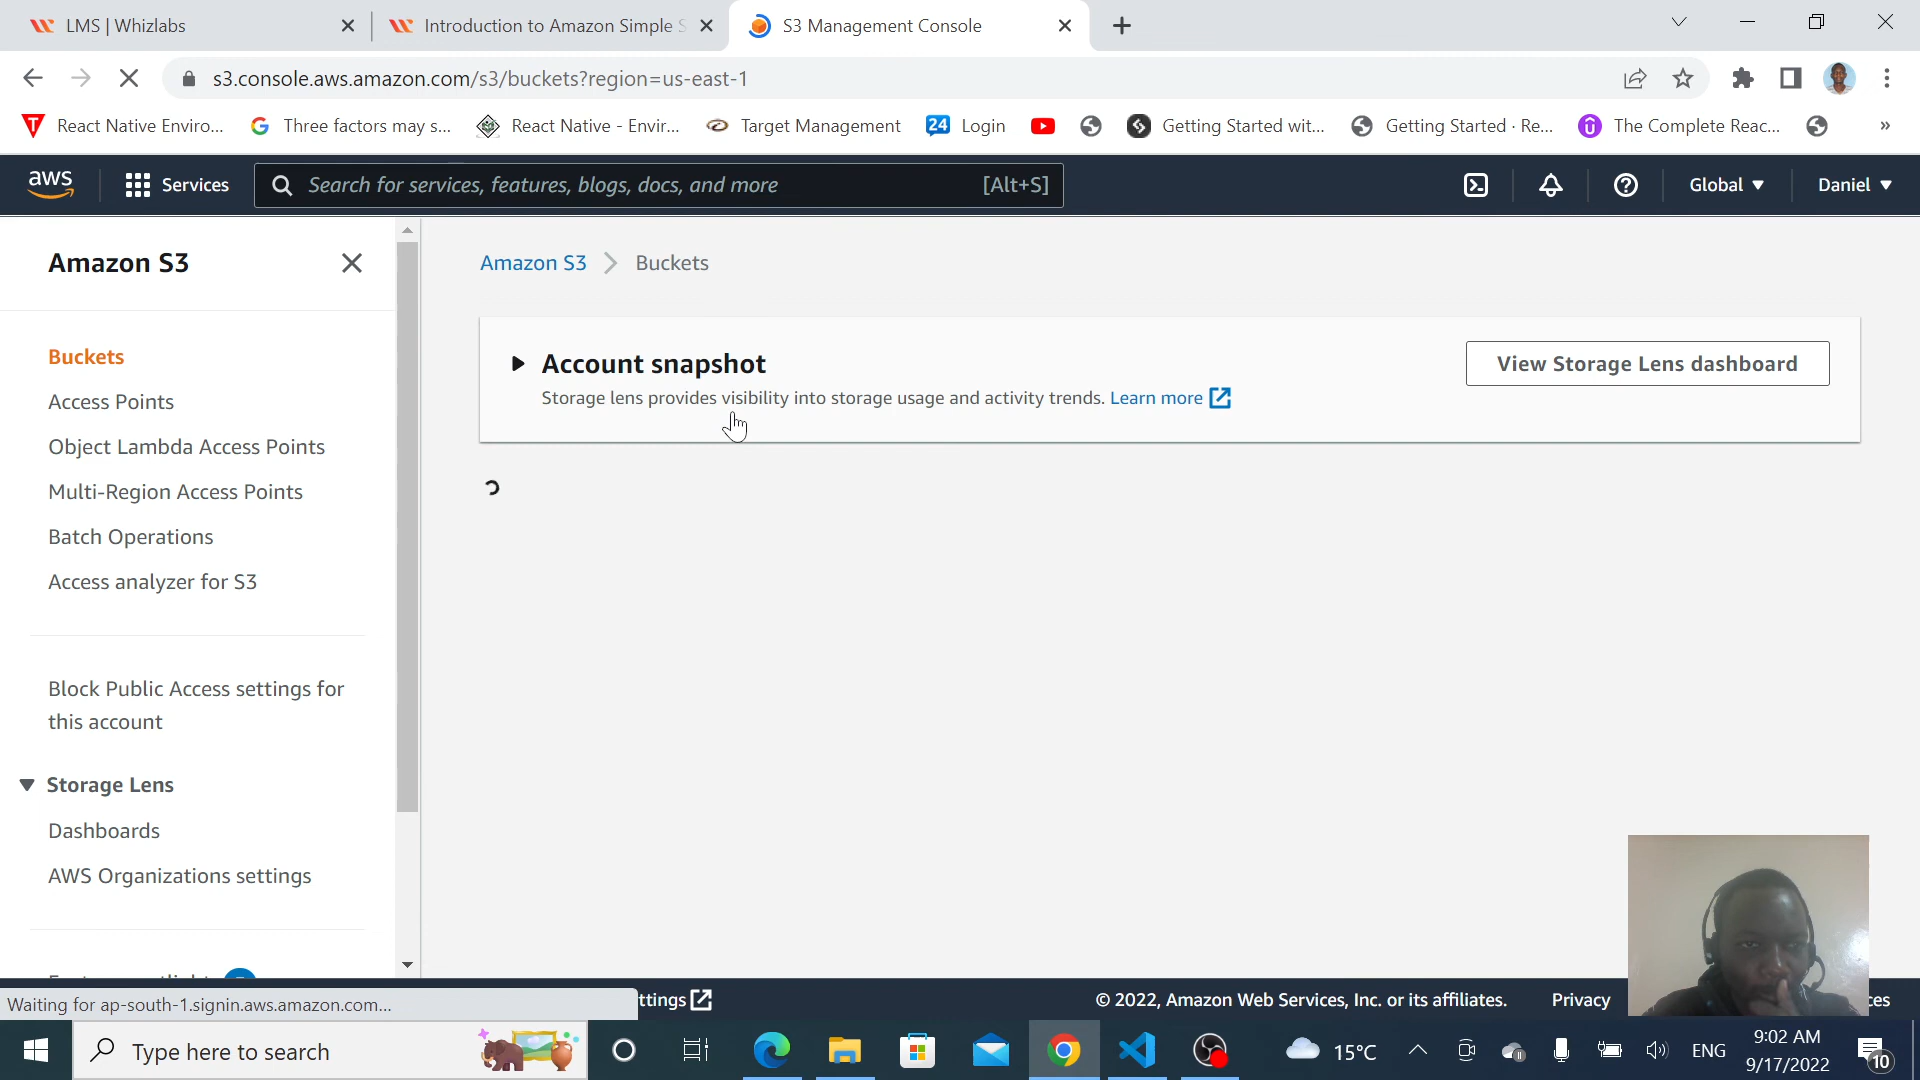 LMS | Whizlabs
Introduction to Amazon Simple S
S3 Management Console
s3.console.aws.amazon.com/s3/buckets?region=us-east-1
React Native Enviro...
Three factors may s...
React Native - Envir...
Target Management
24 Login
Getting Started wit...
Getting Started · Re...
The Complete Reac...
»
aws
Services
Search for services, features, blogs, docs, and more
[Alt+S]
Global
Daniel
Amazon S3
Buckets
Access Points
Object Lambda Access Points
Multi-Region Access Points
Batch Operations
Access analyzer for S3
Block Public Access settings for
this account
Storage Lens
Dashboards
AWS Organizations settings
Amazon S3 > Buckets
Account snapshot
Storage lens provides visibility into storage usage and activity trends. Learn more
View Storage Lens dashboard
Waiting for ap-south-1.signin.aws.amazon.com...
ttings
© 2022, Amazon Web Services, Inc. or its affiliates.
Privacy
ces
Type here to search
15°C
ENG
9:02 AM
9/17/2022
10